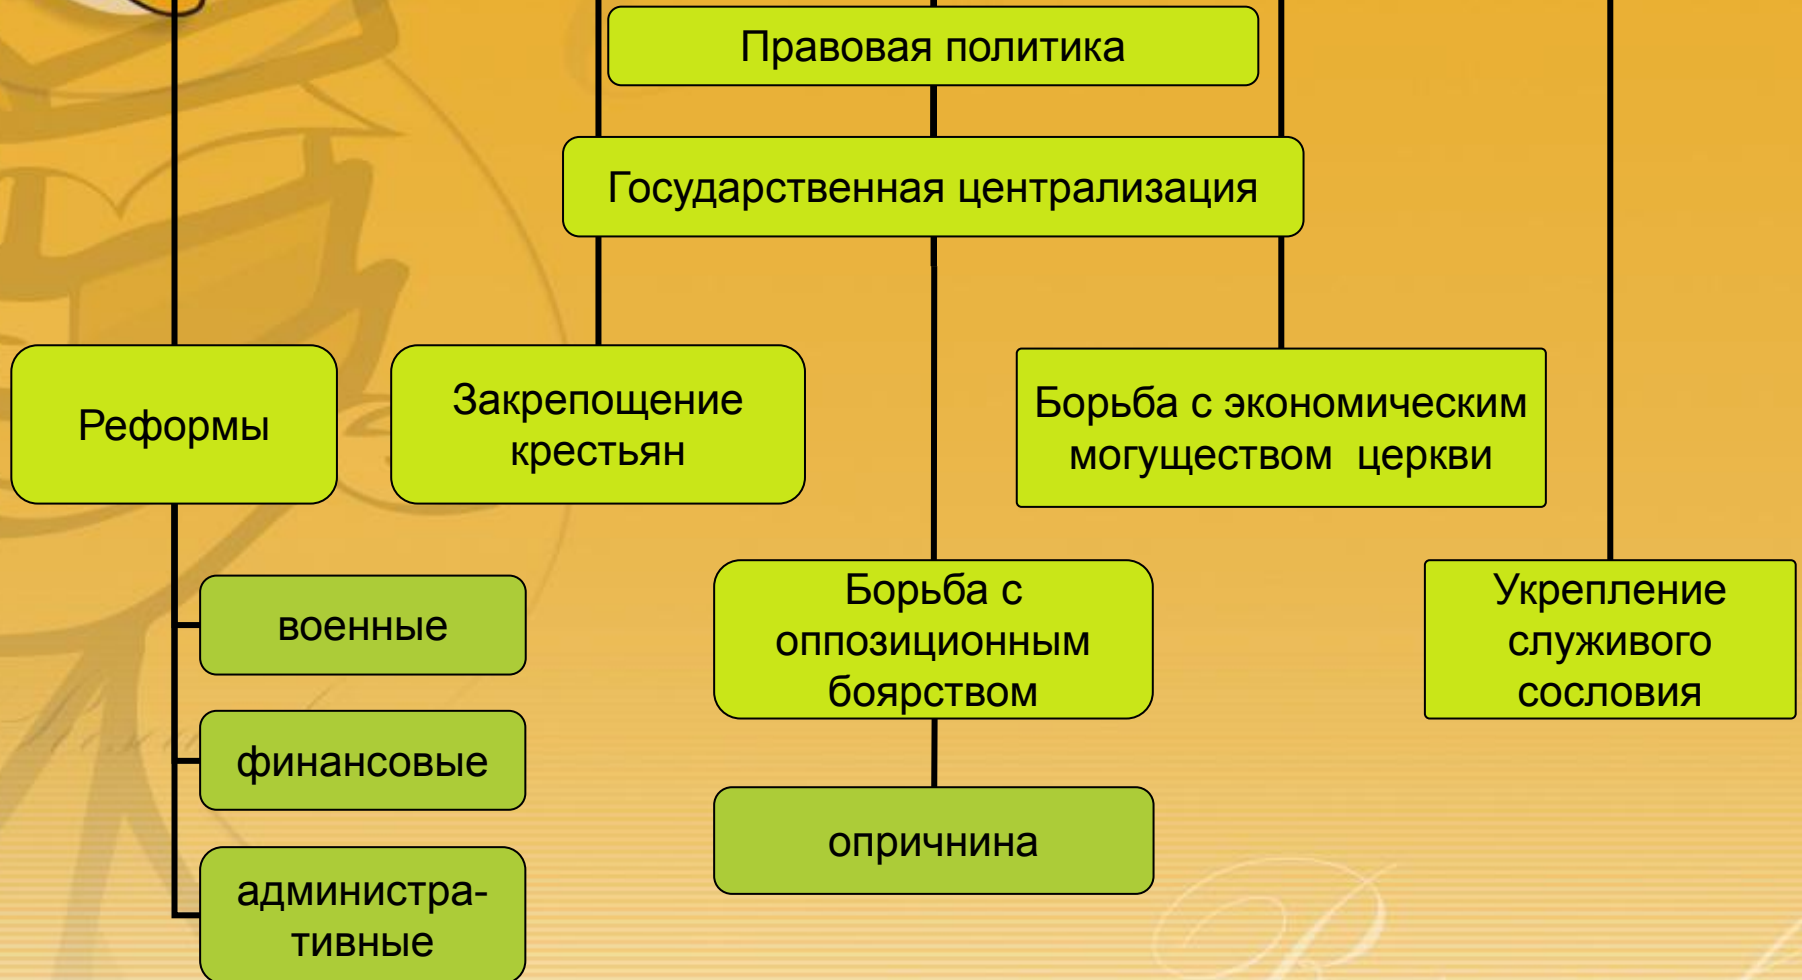 Правовая политика
Государственная централизация
Реформы
Закрепощение
крестьян
Борьба с экономическим
могуществом церкви
военные
финансовые
администра-
тивные
Борьба с
оппозиционным
боярством
опричнина
Укрепление
служивого
сословия